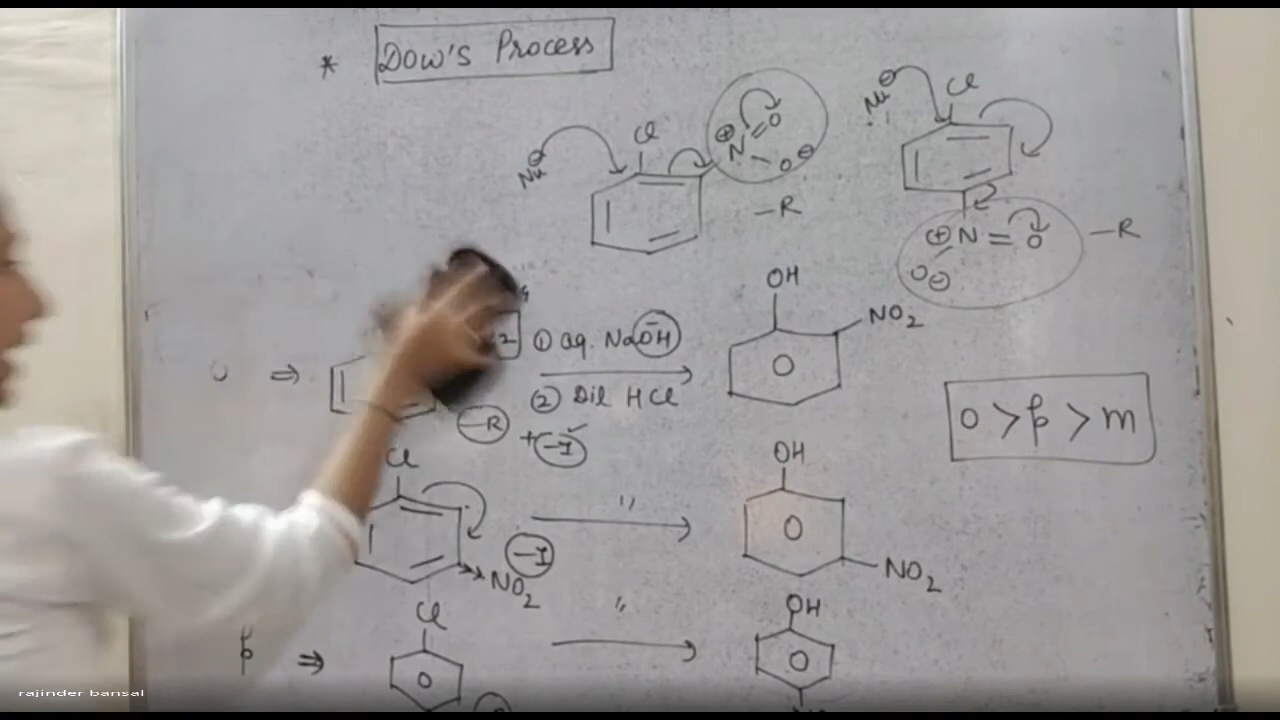 * Dow's Process
Cl
Nu ⊖
⊕ N = O
O ⊖
- R
Nu ⊖
Cl
⊕ N = O
O ⊖
- R
O ⇒
2
① aq. NaOH
② Dil HCl
- R
+ - I
OH
NO2
O > p > m
Cl
NO2
- I
"
OH
NO2
p ⇒
Cl
"
OH
rajinder bansal